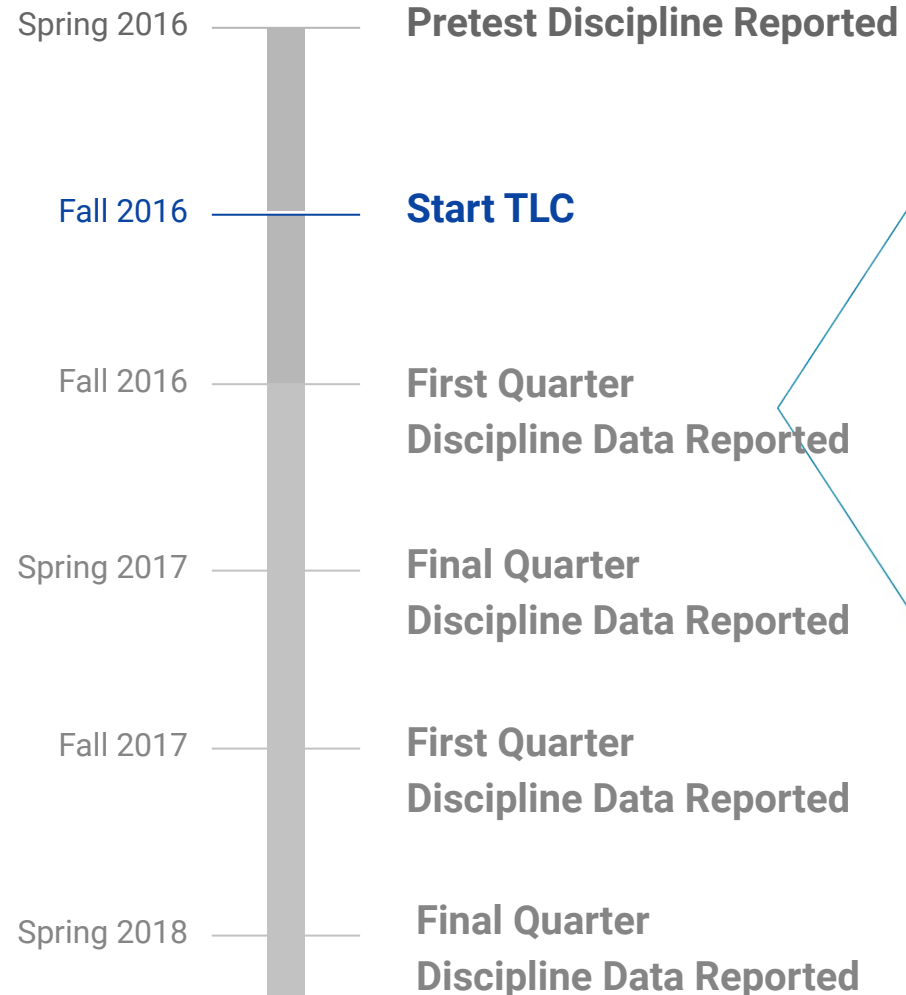 Spring 2016
Pretest Discipline Reported
Fall 2016
Start TLC
Fall 2016
First Quarter
Discipline Data Reported
Spring 2017
Final Quarter
Discipline Data Reported
Fall 2017
First Quarter
Discipline Data Reported
Spring 2018
Final Quarter
Discipline Data Reported